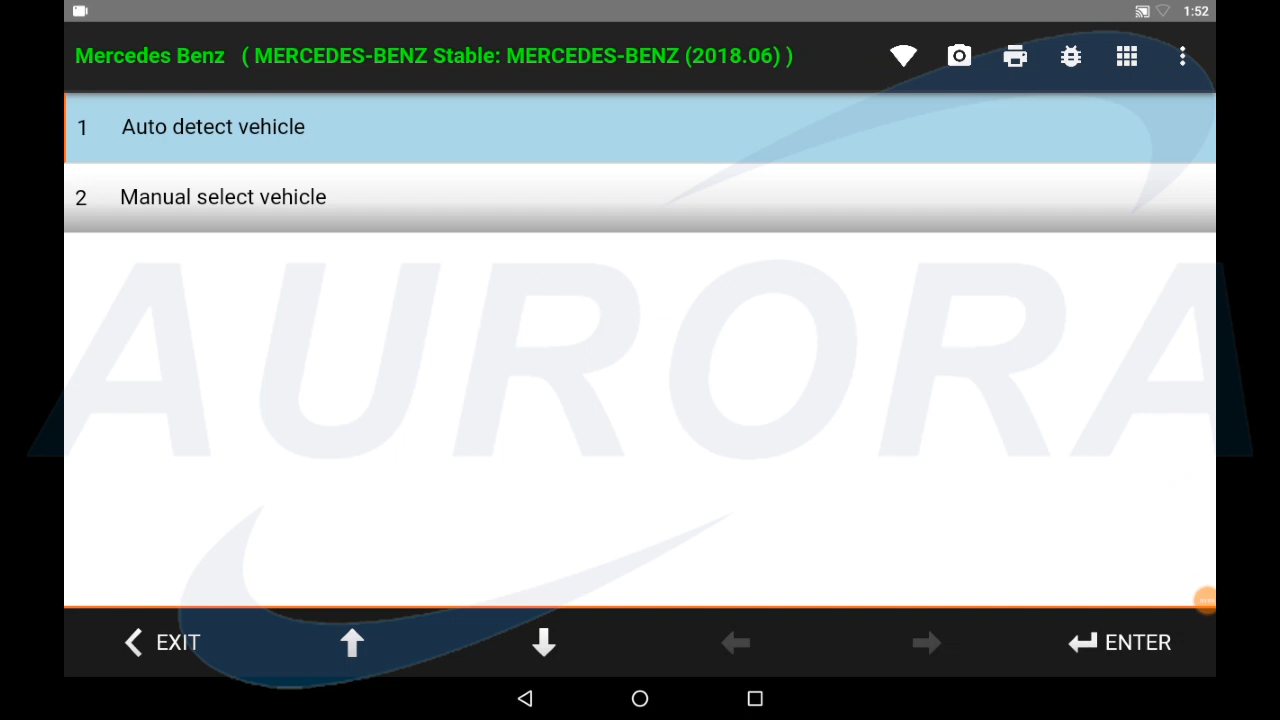 1:52
Mercedes Benz ( MERCEDES-BENZ Stable: MERCEDES-BENZ (2018.06) )
1 Auto detect vehicle
2 Manual select vehicle
AURORA
EXIT ENTER